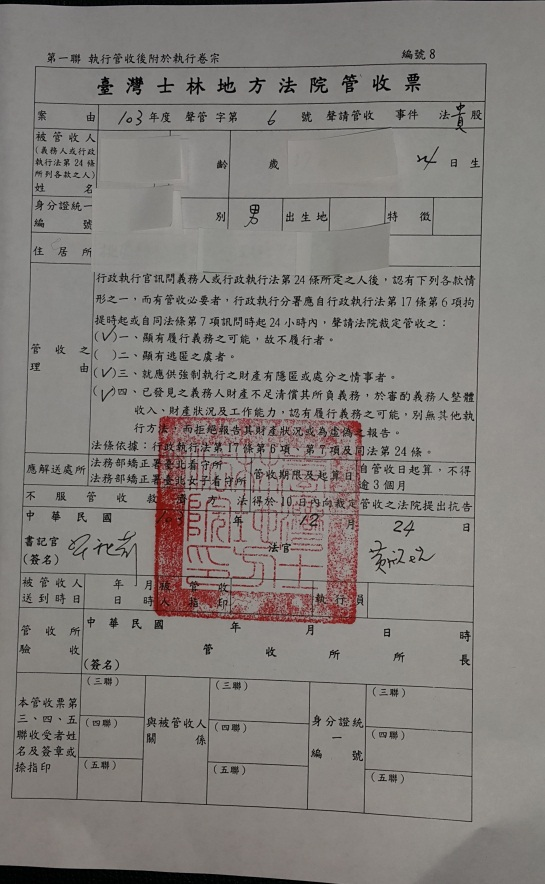 第一聯 執行管收後附於執行卷宗 編號8
臺灣士林地方法院管收票
案由 103年度 聲管字第 6 號 聲請管收 事件 法貴股
被管收人
(義務人或行政
執行法第24條
所列各款之人)
姓名
齡 歲 日生
身分證統一
編號
別 男 出生地 特徵
住居所
管收之
理由
行政執行官訊問義務人或行政執行法第24條所定之人後,認有下列各款情
形之一,而有管收必要者,行政執行分署應自行政執行法第17條第6項拘
提時起或自同法條第7項訊問時起24小時內,聲請法院裁定管收之:
(✓)一、顯有履行義務之可能,故不履行者。
( )二、顯有逃匿之虞者。
(✓)三、就應供強制執行之財產有隱匿或處分之情事者。
(✓)四、已發見之義務人財產不足清償其所負義務,於審酌義務人整體
收入、財產狀況及工作能力,認有履行義務之可能,別無其他執
行方法,而拒絕報告其財產狀況或為虛偽之報告。
法條依據:行政執行法第17條第6項、第7項及同法第24條。
應解送處所
法務部矯正署臺北看守所
法務部矯正署臺北女子看守所
管收期限及起算日
自管收日起算,不得
逾3個月
不服管收救濟方法 得於10日內向裁定管收之法院提出抗告
中華民國 103 年 12 月 24 日
書記官
(簽名)
法官
被管收人
送到時日
年 月
日 時
被管收
人指印
執行員
管收所
驗收
中華民國 年 月 日 時
管收所所長
(簽名)
本管收票第
三、四、五
聯收受者姓
名及簽章或
捺指印
(三聯)
(四聯)
(五聯)
與被管收人
關係
(三聯)
(四聯)
(五聯)
身分證統
一
編號
(三聯)
(四聯)
(五聯)